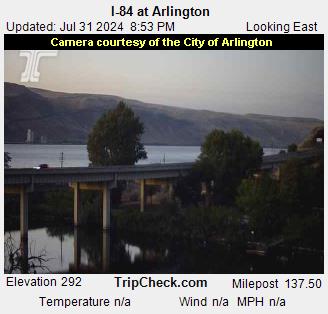 I-84 at Arlington
Updated: Jul 31 2024 8:53 PM Looking East
Camera courtesy of the City of Arlington
Elevation 292 TripCheck.com Milepost 137.50
Temperature n/a Wind n/a MPH n/a